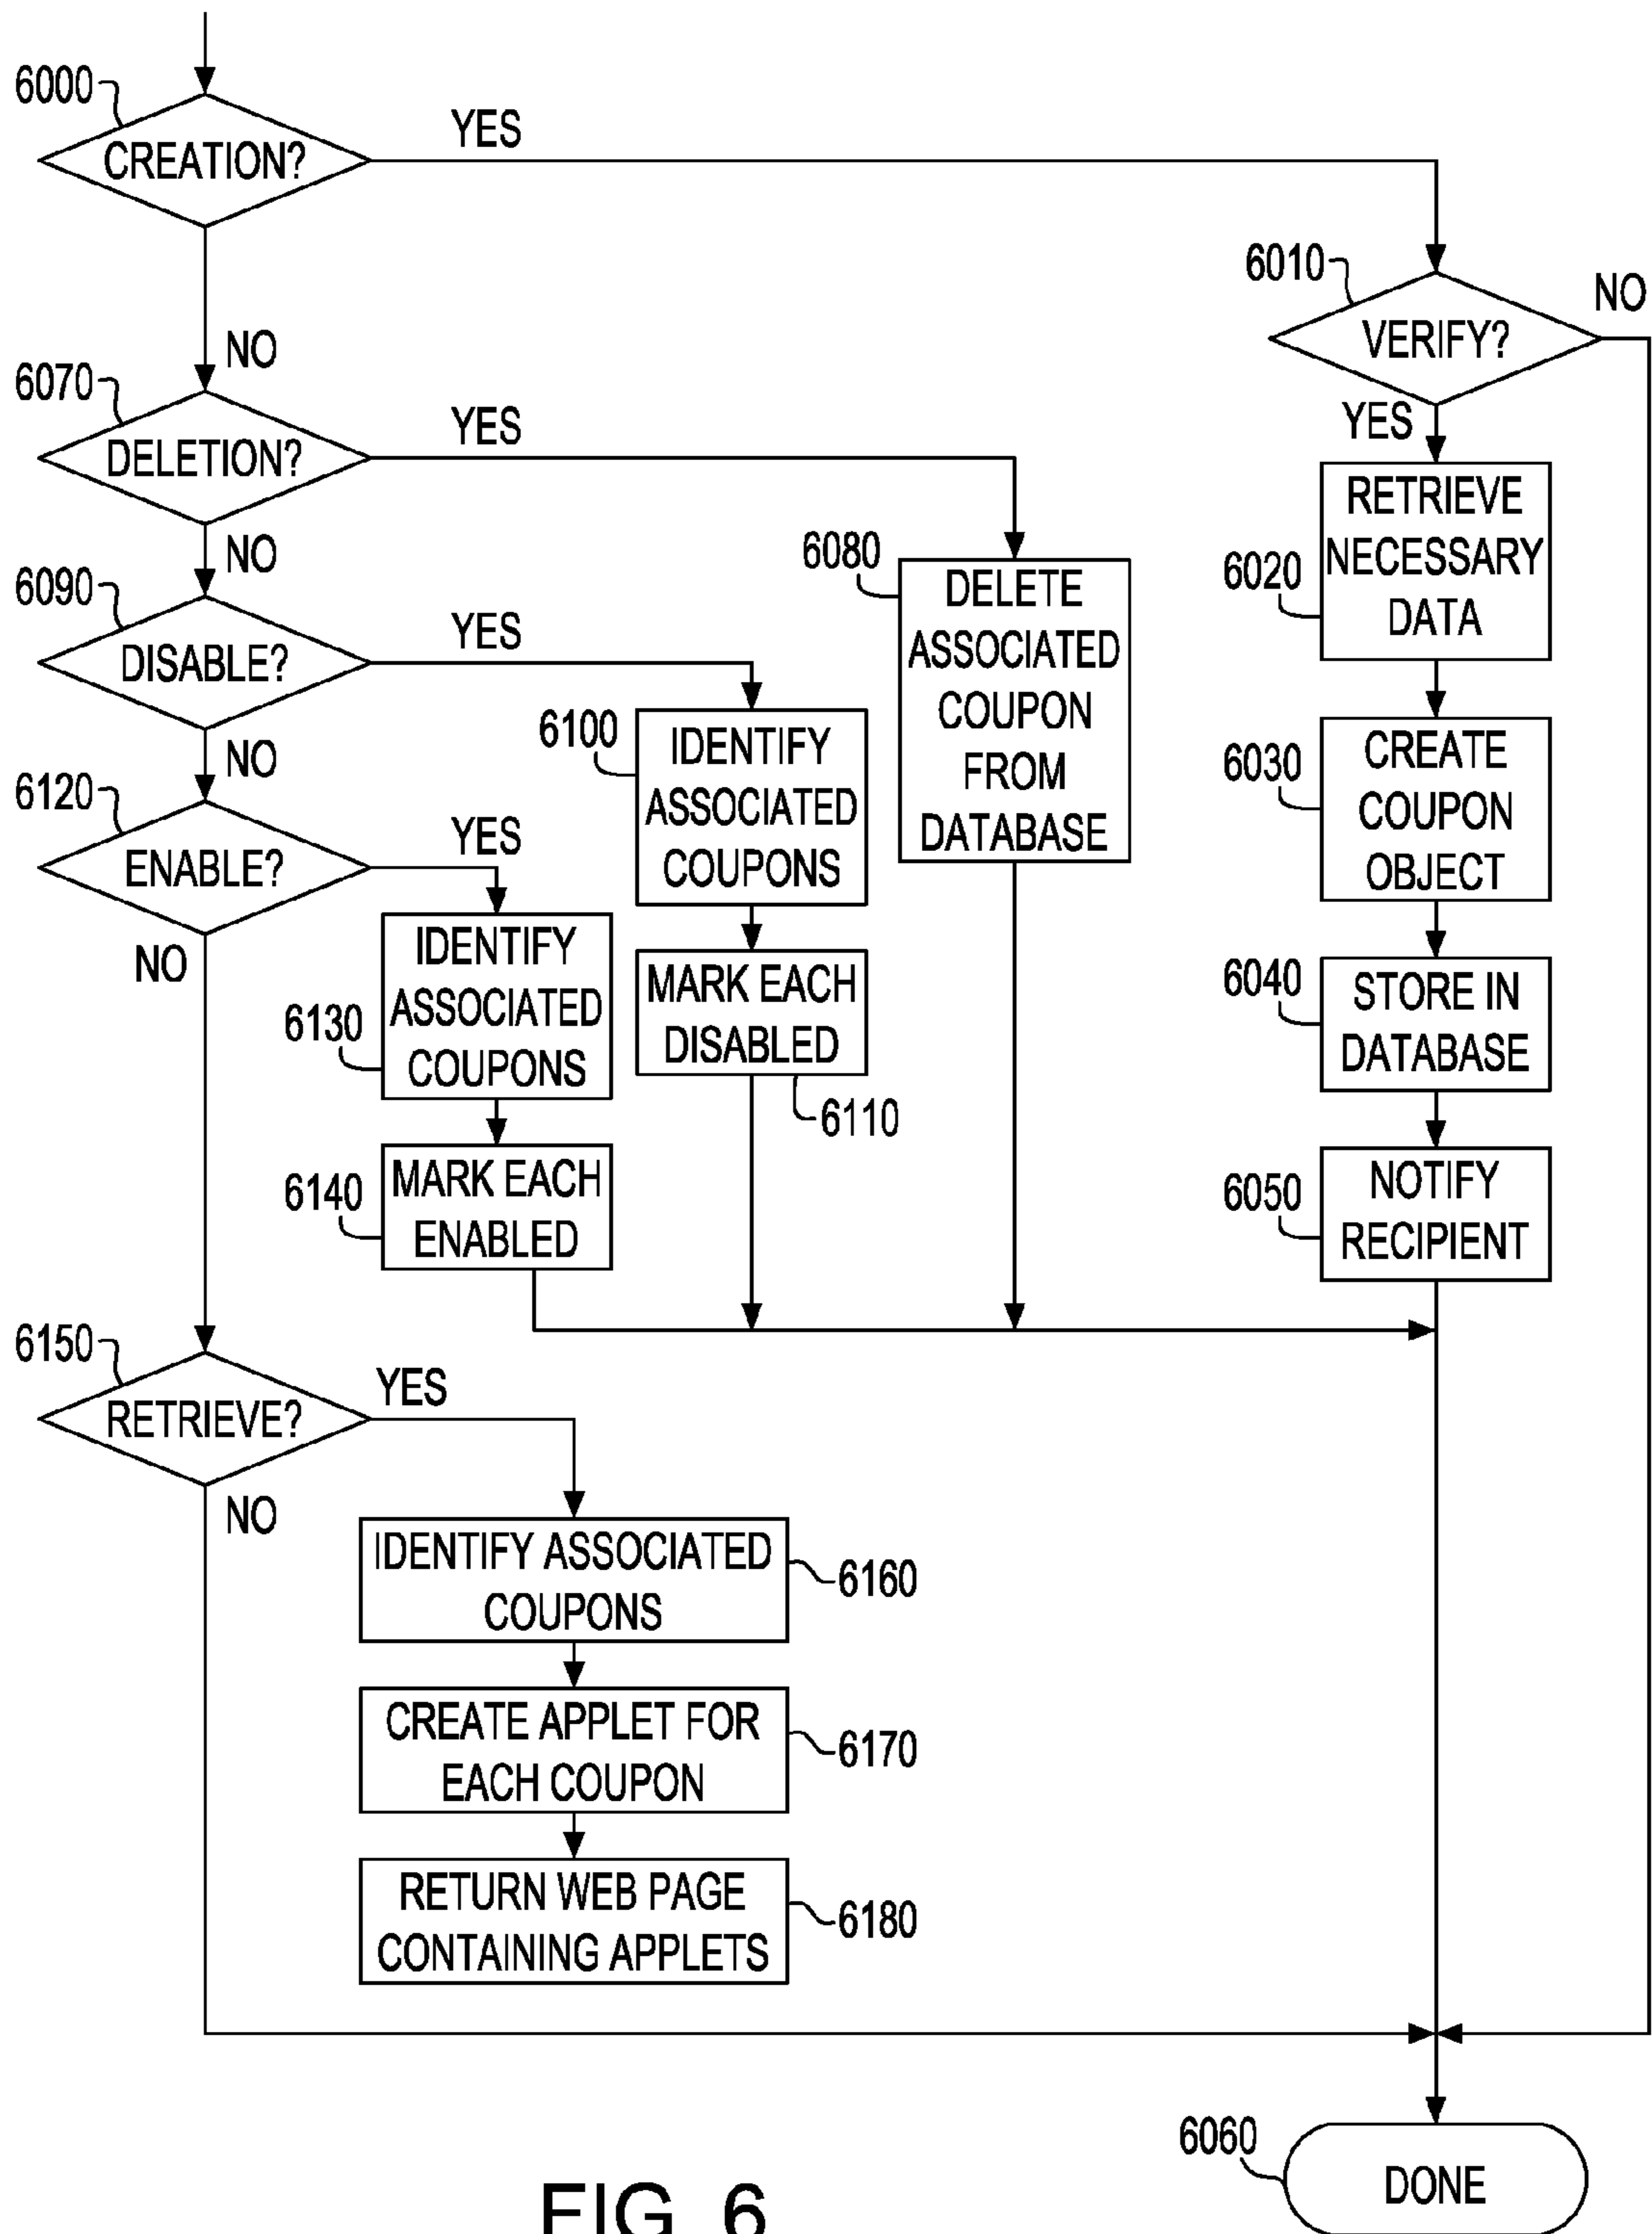 6000
CREATION?
YES
NO
6010
VERIFY?
NO
YES
6020
RETRIEVE
NECESSARY
DATA
6030
CREATE
COUPON
OBJECT
6040
STORE IN
DATABASE
6050
NOTIFY
RECIPIENT
6070
DELETION?
YES
NO
6080
DELETE
ASSOCIATED
COUPON
FROM
DATABASE
6090
DISABLE?
YES
NO
6100
IDENTIFY
ASSOCIATED
COUPONS
MARK EACH
DISABLED
6110
6120
ENABLE?
YES
NO
6130
IDENTIFY
ASSOCIATED
COUPONS
6140
MARK EACH
ENABLED
6150
RETRIEVE?
YES
NO
IDENTIFY ASSOCIATED
COUPONS
6160
CREATE APPLET FOR
EACH COUPON
6170
RETURN WEB PAGE
CONTAINING APPLETS
6180
6060
DONE
FIG. 6